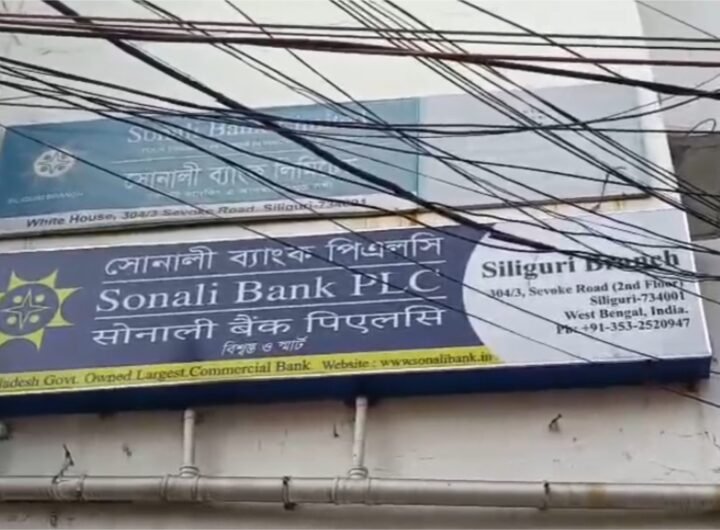 Sonali Bank Limited
সোনালী ব্যাংক লিমিটেড
White House, 304/3 Sevoke Road, Siliguri-734001
সোনালী ব্যাংক পিএলসি
Sonali Bank PLC
सोनाली बैंक पिएलसि
বিশ্বস্ত ও স্মার্ট
ladesh Govt. Owned Largest Commercial Bank Website : www.sonalibank.in
Siliguri Branch
304/3, Sevoke Road (2nd Floor)
Siliguri-734001
West Bengal, India.
Ph: +91-353-2520947